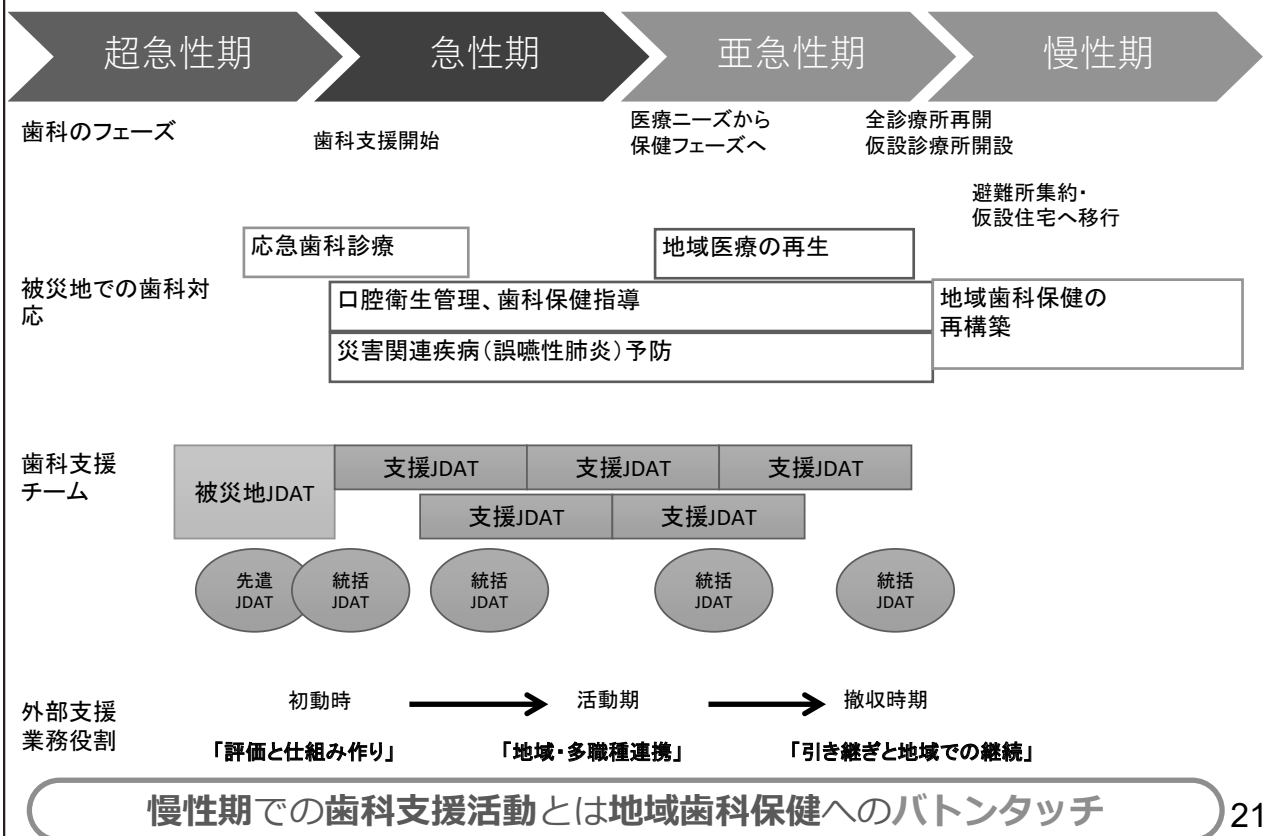 超急性期
急性期
亜急性期
慢性期
歯科のフェーズ
歯科支援開始
医療ニーズから
保健フェーズへ
全診療所再開
仮設診療所開設
避難所集約・
仮設住宅へ移行
被災地での歯科対
応
応急歯科診療
地域医療の再生
口腔衛生管理、歯科保健指導
災害関連疾病(誤嚥性肺炎)予防
地域歯科保健の
再構築
歯科支援
チーム
被災地JDAT
支援JDAT
支援JDAT
支援JDAT
支援JDAT
支援JDAT
先遣
JDAT
統括
JDAT
統括
JDAT
統括
JDAT
統括
JDAT
外部支援
業務役割
初動時
活動期
撤収時期
「評価と仕組み作り」
「地域・多職種連携」
「引き継ぎと地域での継続」
慢性期での歯科支援活動とは地域歯科保健へのバトンタッチ
21